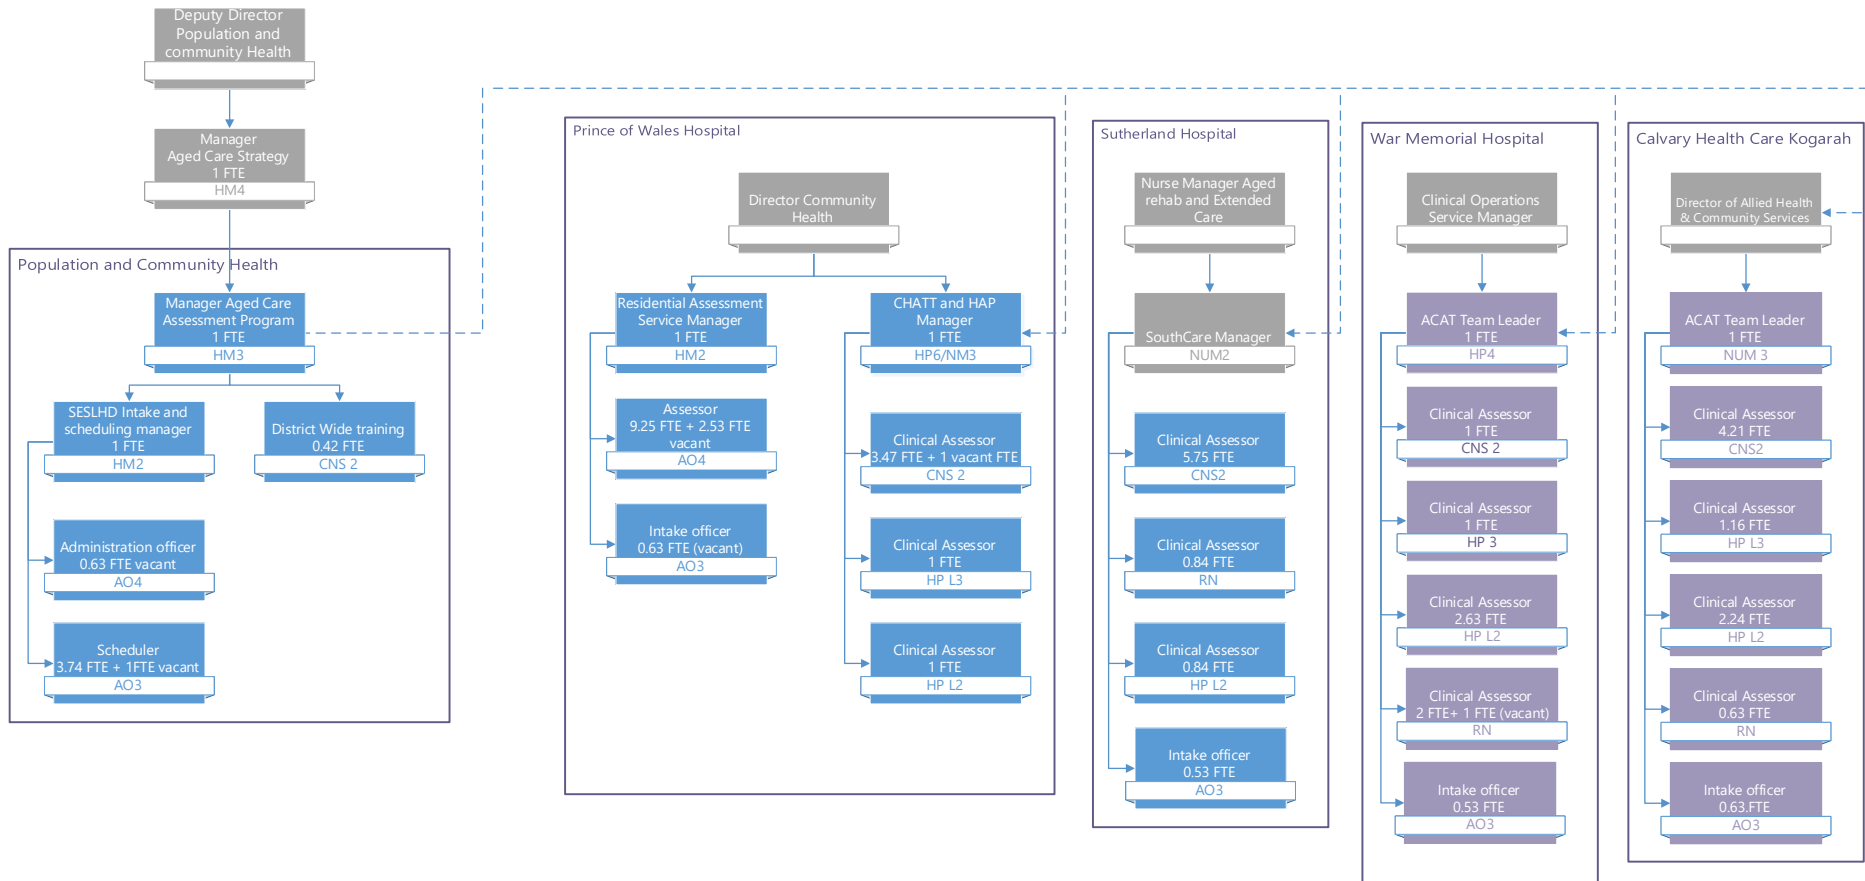 Deputy Director
Population and
community Health
Manager
Aged Care Strategy
1 FTE
HM4
Population and Community Health
Manager Aged Care
Assessment Program
1 FTE
HM3
SESLHD Intake and
scheduling manager
1 FTE
HM2
District Wide training
0.42 FTE
CNS 2
Administration officer
0.63 FTE vacant
AO4
Scheduler
3.74 FTE + 1FTE vacant
AO3
Prince of Wales Hospital
Director Community
Health
Residential Assessment
Service Manager
1 FTE
HM2
Assessor
9.25 FTE + 2.53 FTE
vacant
AO4
Intake officer
0.63 FTE (vacant)
AO3
CHATT and HAP
Manager
1 FTE
HP6/NM3
Clinical Assessor
3.47 FTE + 1 vacant FTE
CNS 2
Clinical Assessor
1 FTE
HP L3
Clinical Assessor
1 FTE
HP L2
Sutherland Hospital
Nurse Manager Aged
rehab and Extended
Care
SouthCare Manager
NUM2
Clinical Assessor
5.75 FTE
CNS2
Clinical Assessor
0.84 FTE
RN
Clinical Assessor
0.84 FTE
HP L2
Intake officer
0.53 FTE
AO3
War Memorial Hospital
Clinical Operations
Service Manager
ACAT Team Leader
1 FTE
HP4
Clinical Assessor
1 FTE
CNS 2
Clinical Assessor
1 FTE
HP 3
Clinical Assessor
2.63 FTE
HP L2
Clinical Assessor
2 FTE+ 1 FTE (vacant)
RN
Intake officer
0.53 FTE
AO3
Calvary Health Care Kogarah
Director of Allied Health
& Community Services
ACAT Team Leader
1 FTE
NUM 3
Clinical Assessor
4.21 FTE
CNS2
Clinical Assessor
1.16 FTE
HP L3
Clinical Assessor
2.24 FTE
HP L2
Clinical Assessor
0.63 FTE
RN
Intake officer
0.63.FTE
AO3